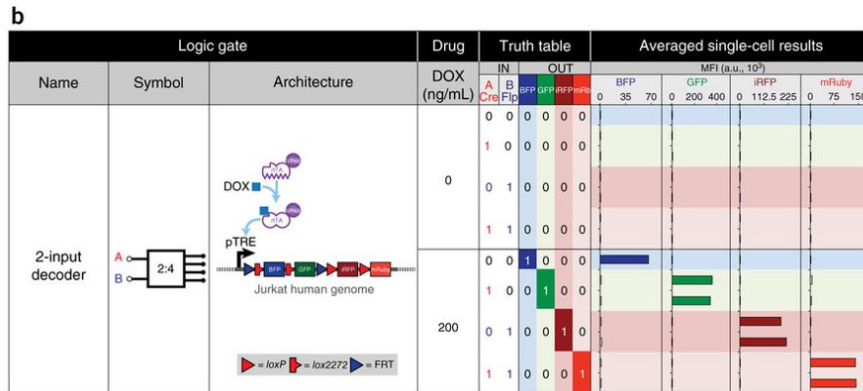 b
Logic gate Drug Truth table Averaged single-cell results
Name Symbol Architecture DOX (ng/mL) IN OUT MFI (a.u., 10³)
A Cre B Flp BFP GFP iRFP mRb BFP GFP iRFP mRuby
0 35 70 0 200 400 0 112.5 225 0 75 150
0 0 0 0 0 0
1 0 0 0 0 0
0 1 0 0 0 0
1 1 0 0 0 0
0
rTA
DOX
rTA
pTRE
BFP GFP iRFP mRuby
Jurkat human genome
2-input decoder
A
B
2:4
0 0 1 0 0 0
1 0 0 1 0 0
0 1 0 0 1 0
1 1 0 0 0 1
200
= loxP = lox2272 = FRT